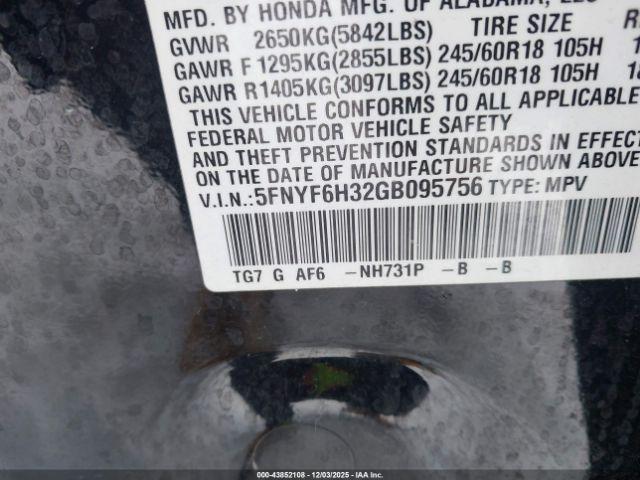 MFD. BY HONDA MFG. OF ALABAMA, LLC
GVWR 2650KG(5842LBS) TIRE SIZE
GAWR F 1295KG(2855LBS) 245/60R18 105H
GAWR R1405KG(3097LBS) 245/60R18 105H
THIS VEHICLE CONFORMS TO ALL APPLICABLE
FEDERAL MOTOR VEHICLE SAFETY
AND THEFT PREVENTION STANDARDS IN EFFECT
ON THE DATE OF MANUFACTURE SHOWN ABOVE
V.I.N.: 5FNYF6H32GB095756 TYPE: MPV
TG7 G AF6 -NH731P -B -B
000-43852108 - 12/03/2025 - IAAI.COM